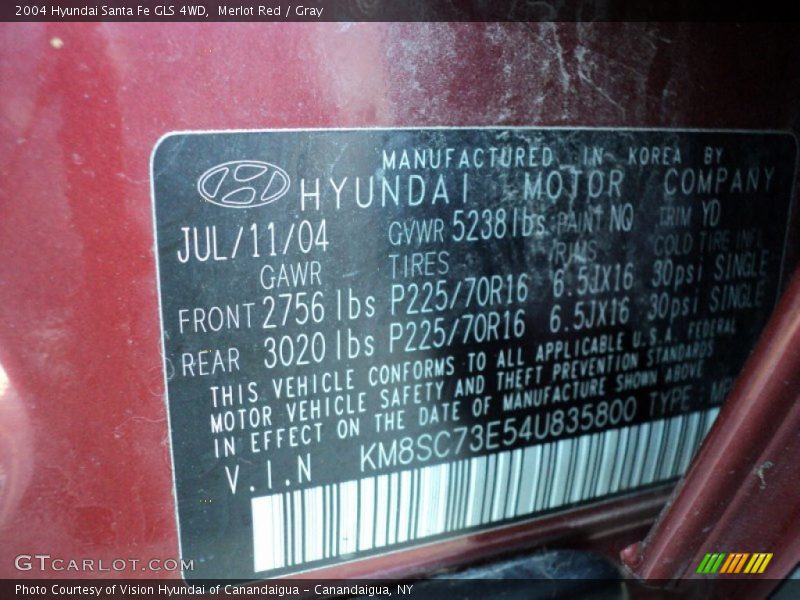 2004 Hyundai Santa Fe GLS 4WD, Merlot Red / Gray
MANUFACTURED IN KOREA BY
HYUNDAI MOTOR COMPANY
JUL/11/04 GVWR 5238lbs PAINT NQ TRIM YD
GAWR TIRES RIMS COLD TIRE INFL
FRONT 2756 lbs P225/70R16 6.5JX16 30psi SINGLE
REAR 3020 lbs P225/70R16 6.5JX16 30psi SINGLE
THIS VEHICLE CONFORMS TO ALL APPLICABLE U.S.A. FEDERAL
MOTOR VEHICLE SAFETY AND THEFT PREVENTION STANDARDS
IN EFFECT ON THE DATE OF MANUFACTURE SHOWN ABOVE
V.I.N KM8SC73E54U835800 TYPE :
GTCARLOT.COM
Photo Courtesy of Vision Hyundai of Canandaigua - Canandaigua, NY